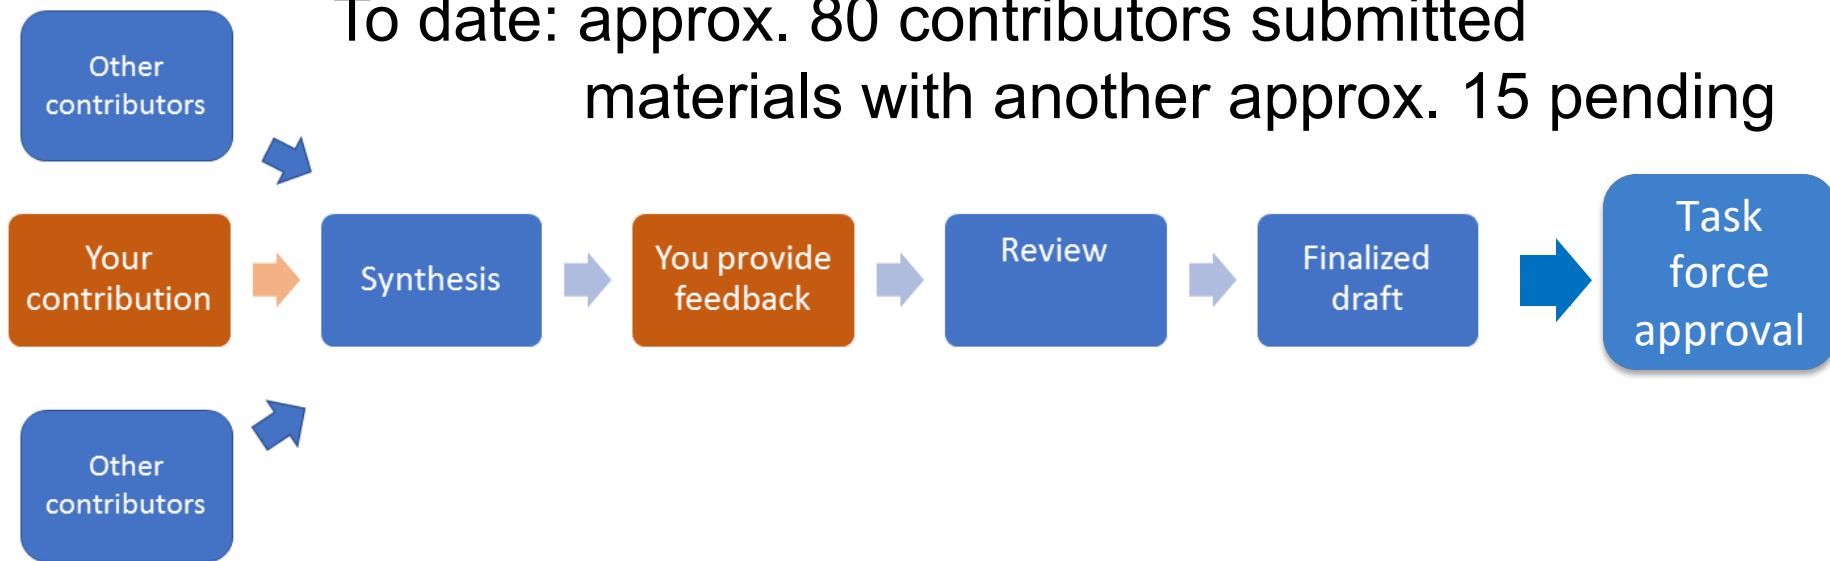 To date: approx. 80 contributors submitted
materials with another approx. 15 pending
Other
contributors
Your
contribution
Other
contributors
Synthesis
You provide
feedback
Review
Finalized
draft
Task
force
approval